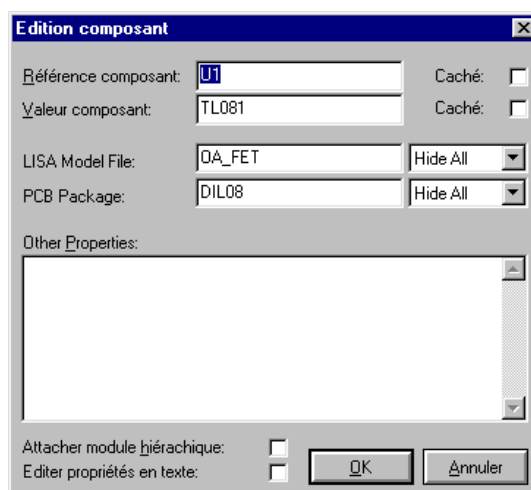 Edition composant
Référence composant: U1 Caché:
Valeur composant: TL081 Caché:
LISA Model File: OA_FET Hide All
PCB Package: DIL08 Hide All
Other Properties:
Attacher module hiérachique:
Editer propriétés en texte:
OK Annuler